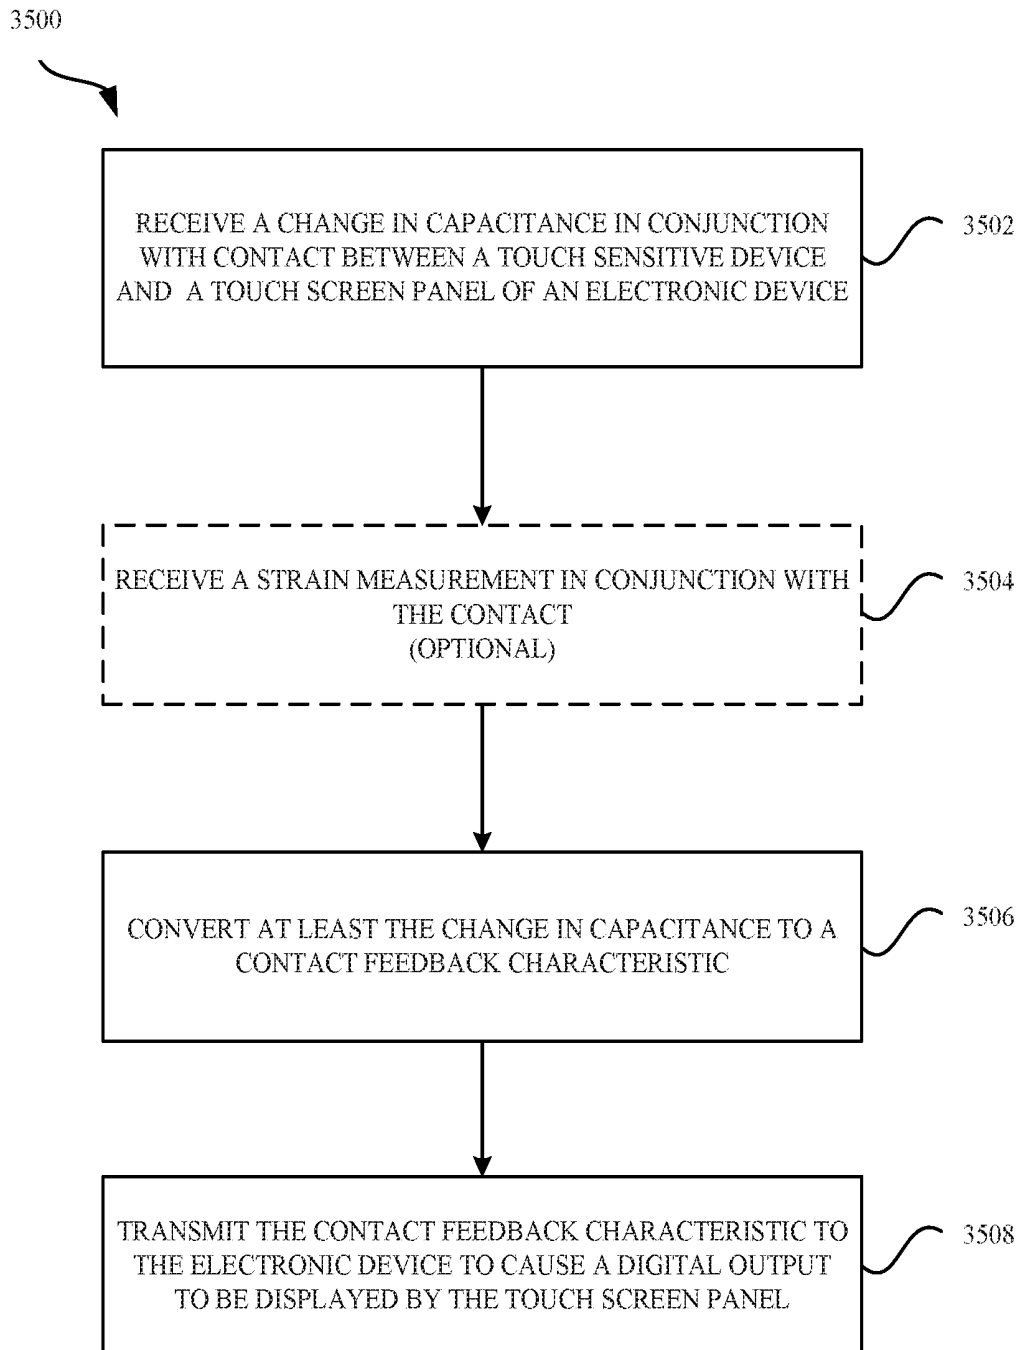 3500
RECEIVE A CHANGE IN CAPACITANCE IN CONJUNCTION
WITH CONTACT BETWEEN A TOUCH SENSITIVE DEVICE
AND A TOUCH SCREEN PANEL OF AN ELECTRONIC DEVICE
3502
RECEIVE A STRAIN MEASUREMENT IN CONJUNCTION WITH
THE CONTACT
(OPTIONAL)
3504
CONVERT AT LEAST THE CHANGE IN CAPACITANCE TO A
CONTACT FEEDBACK CHARACTERISTIC
3506
TRANSMIT THE CONTACT FEEDBACK CHARACTERISTIC TO
THE ELECTRONIC DEVICE TO CAUSE A DIGITAL OUTPUT
TO BE DISPLAYED BY THE TOUCH SCREEN PANEL
3508